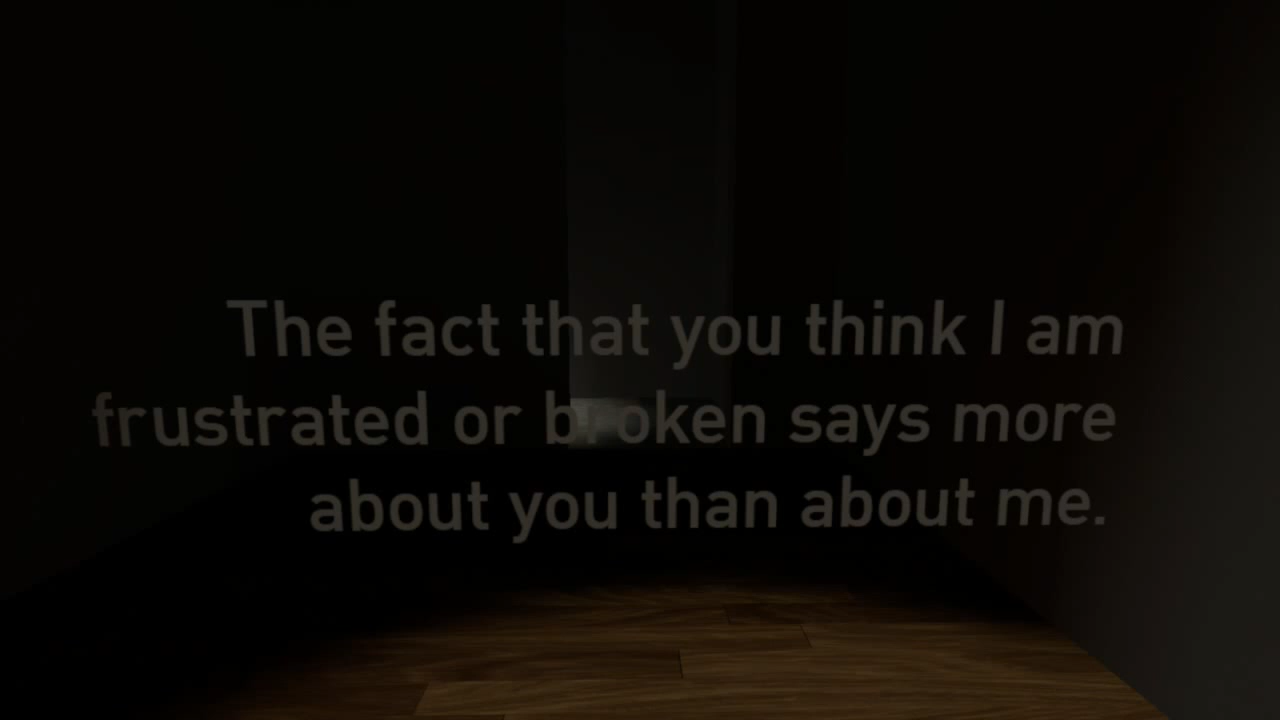 The fact that you think I am
frustrated or broken says more
about you than about me.